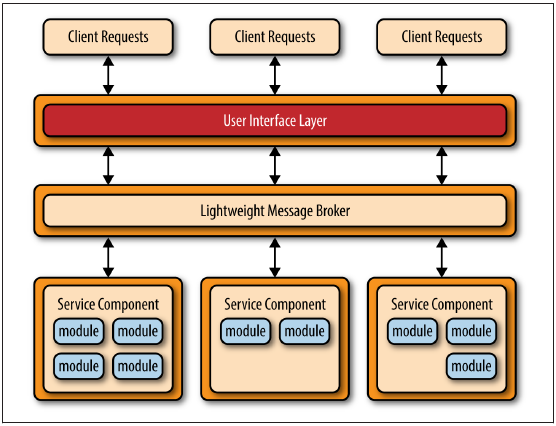 Client Requests
Client Requests
Client Requests
User Interface Layer
Lightweight Message Broker
Service Component
module
module
module
module
Service Component
module
module
Service Component
module
module
module